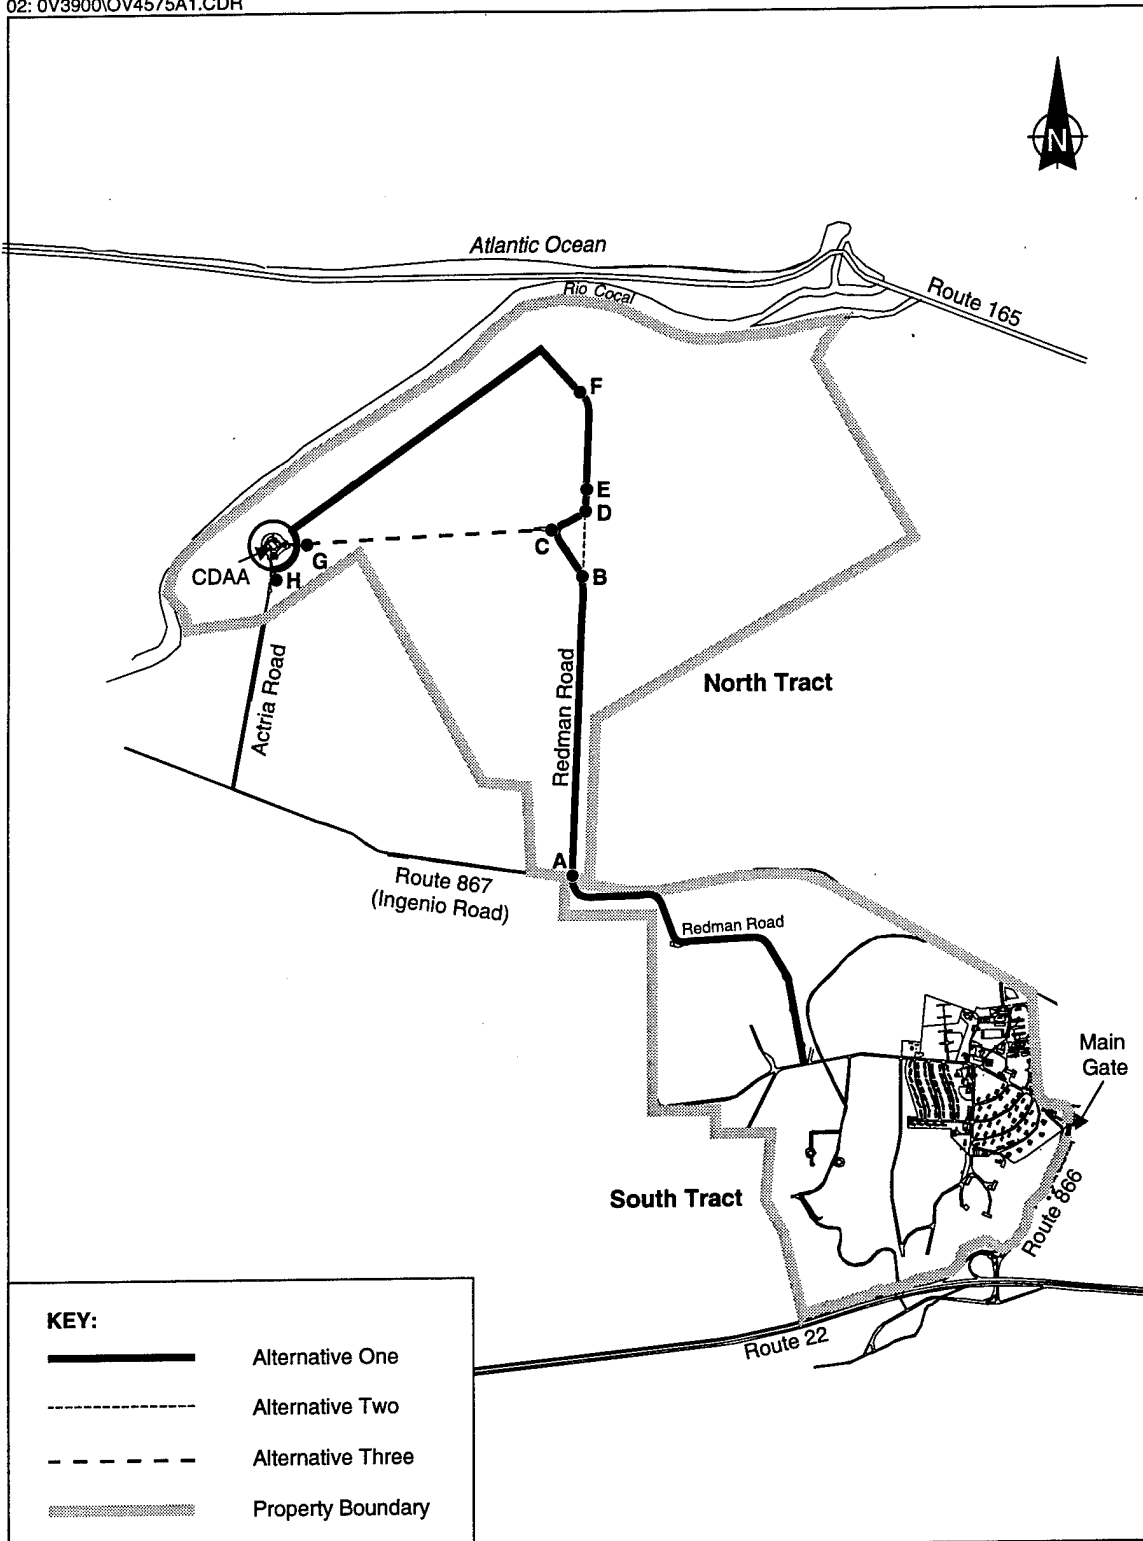 02: 0V3900\OV4575A1.CDR
N
Atlantic Ocean
Rio Cocal
Route 165
F
E
D
C
G
CDAA
H
B
Actria Road
Redman Road
North Tract
A
Route 867
(Ingenio Road)
Redman Road
Main
Gate
South Tract
Route 866
Route 22
KEY:
Alternative One
Alternative Two
Alternative Three
Property Boundary